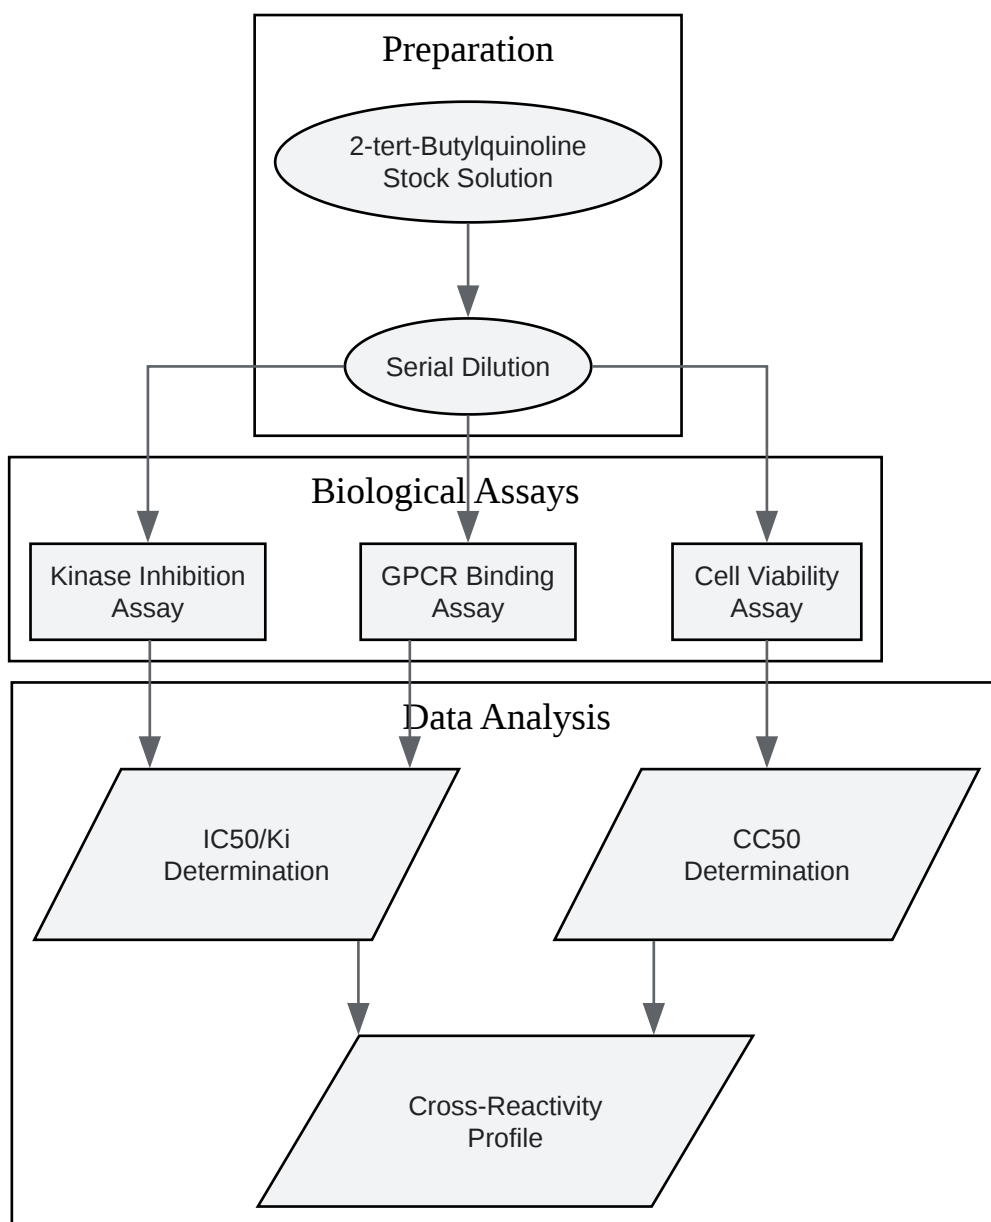 Preparation
2-tert-Butylquinoline
Stock Solution
Serial Dilution
Biological Assays
Kinase Inhibition
Assay
GPCR Binding
Assay
Cell Viability
Assay
Data Analysis
IC50/Ki
Determination
CC50
Determination
Cross-Reactivity
Profile